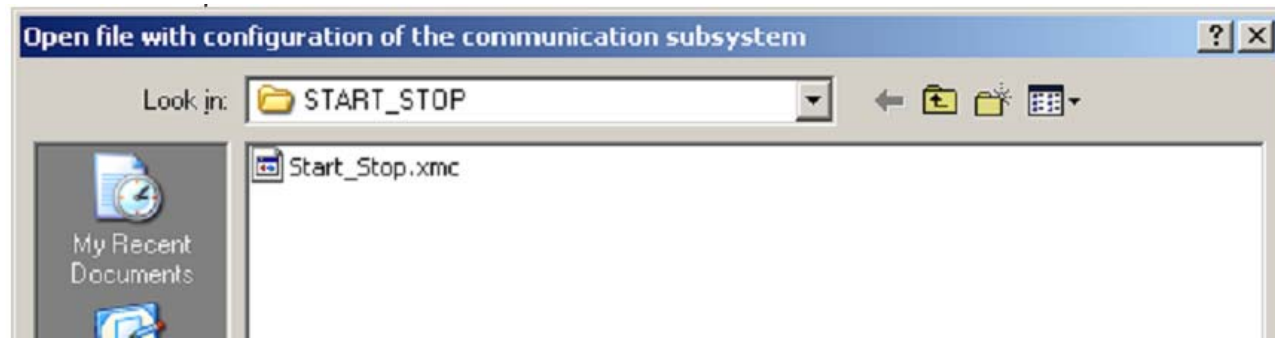 Open file with configuration of the communication subsystem
Look in: START_STOP
Start_Stop.xmc
My Recent
Documents